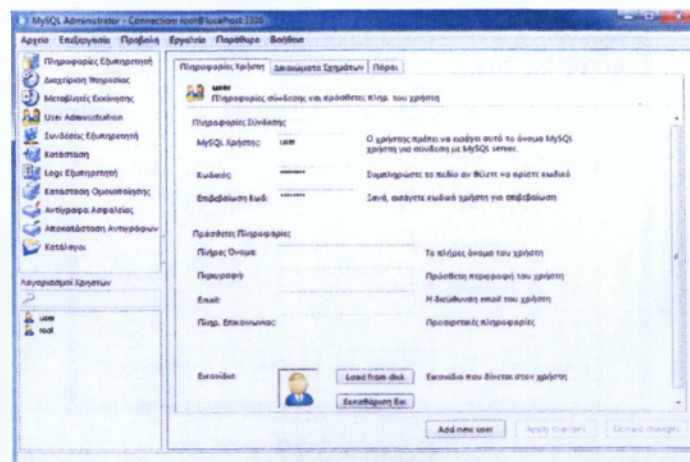 MySQL Administrator - Connection: root@localhost:3306
Αρχείο Επεξεργασία Προβολή Εργαλεία Παράθυρο Βοήθεια
Πληροφορίες Εξυπηρετητή
Διαχείριση Υπηρεσίας
Μεταβλητές Εκκίνησης
User Administration
Συνδέσεις Εξυπηρετητή
Κατάσταση
Logs Εξυπηρετητή
Κατάσταση Ομοιοποίησης
Αντίγραφα Ασφαλείας
Αποκατάσταση Αντιγράφων
Κατάλογοι
Λογαριασμοί Χρηστών
user
root
Πληροφορίες Χρήστη Δικαιώματα Σχημάτων Πόροι
user
Πληροφορίες σύνδεσης και πρόσθετες πληρ. του χρήστη
Πληροφορίες Σύνδεσης
MySQL Χρήστης: user Ο χρήστης πρέπει να εισάγει αυτό το όνομα MySQL
χρήστη για σύνδεση με MySQL server.
Κωδικός: ******** Συμπληρώστε το πεδίο αν θέλετε να ορίστε κωδικό
Επιβεβαίωση Κωδ: ******** Ξανά, εισάγετε κωδικό χρήστη για επιβεβαίωση
Πρόσθετες Πληροφορίες
Πλήρες Όνομα: Το πλήρες όνομα του χρήστη
Περιγραφή: Πρόσθετη περιγραφή του χρήστη
Email: Η διεύθυνση email του χρήστη
Πληρ. Επικοινωνίας: Προαιρετικές πληροφορίες
Εικονίδιο: Load from disk Εικονίδιο που δίνεται στον χρήστη
Εκκαθάριση Εικ.
Add new user Apply changes Discard changes